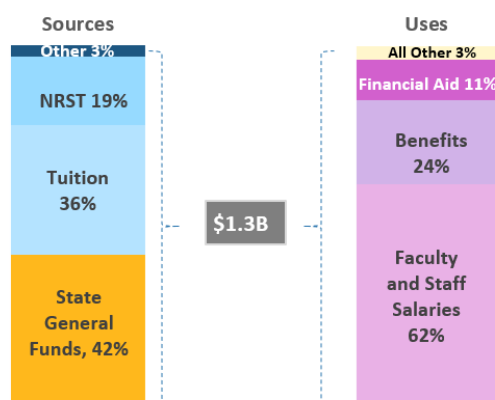 Sources
Other 3%
NRST 19%
Tuition
36%
State
General
Funds, 42%
$1.3B
Uses
All Other 3%
Financial Aid 11%
Benefits
24%
Faculty
and Staff
Salaries
62%